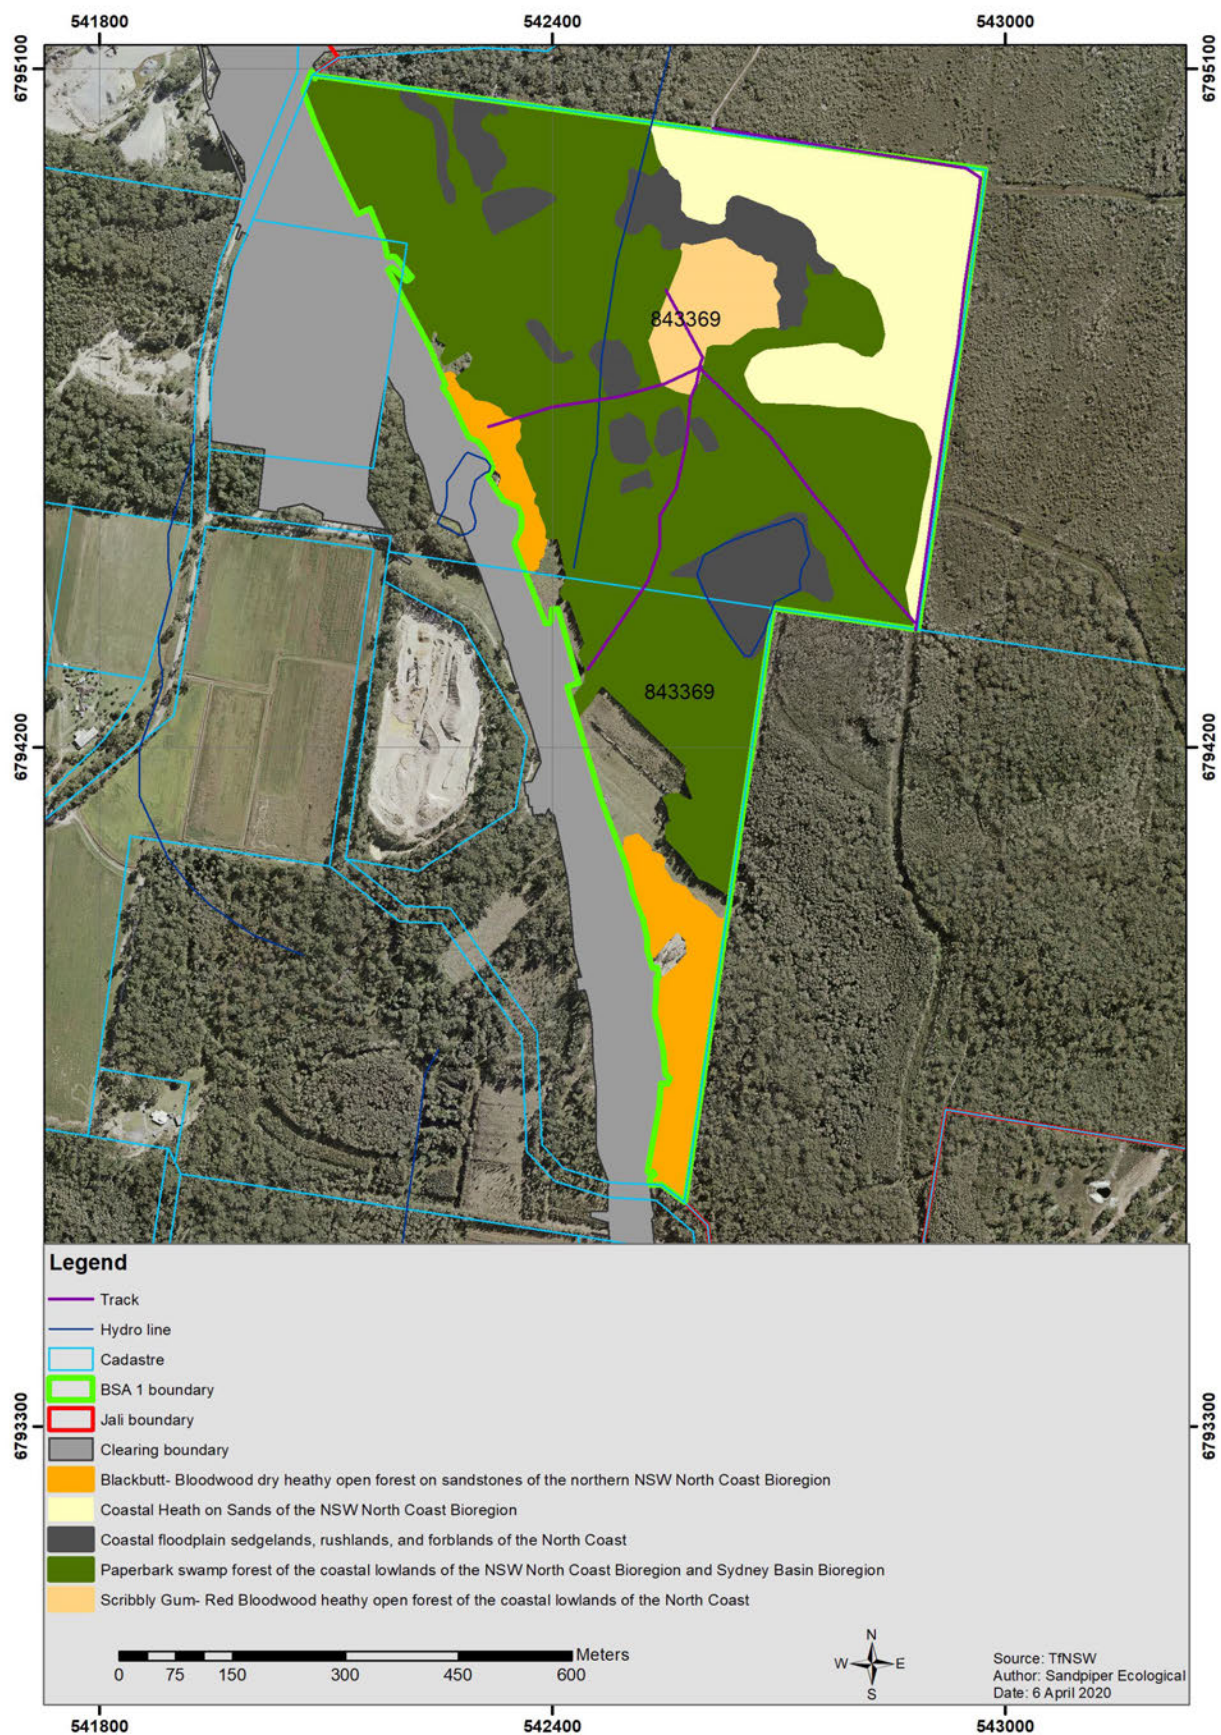 541800 542400 543000
6795100 6795100
843369
843369
6794200 6794200
Legend
Track
Hydro line
Cadastre
BSA 1 boundary
Jali boundary
Clearing boundary
6793300 6793300
Blackbutt- Bloodwood dry heathy open forest on sandstones of the northern NSW North Coast Bioregion
Coastal Heath on Sands of the NSW North Coast Bioregion
Coastal floodplain sedgelands, rushlands, and forblands of the North Coast
Paperbark swamp forest of the coastal lowlands of the NSW North Coast Bioregion and Sydney Basin Bioregion
Scribbly Gum- Red Bloodwood heathy open forest of the coastal lowlands of the North Coast
Meters
0 75 150 300 450 600
N
W E
S
Source: TfNSW
Author: Sandpiper Ecological
Date: 6 April 2020
541800 542400 543000